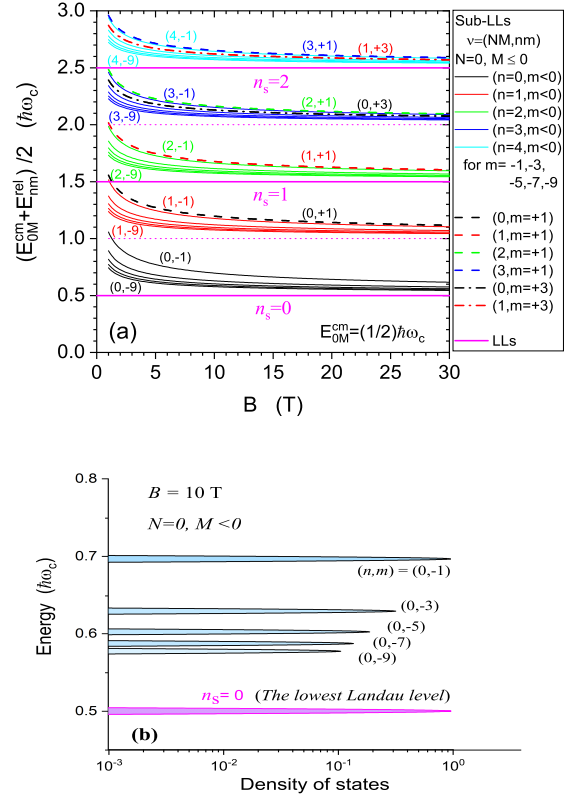 (E^cm_0M+E^rel_nm) /2 (ħω_c)
3.0
2.5
2.0
1.5
1.0
0.5
0.0
(4,-1)
(3,+1)
(1,+3)
(4,-9)
n_s=2
(3,-1)
(2,+1)
(0,+3)
(3,-9)
(2,-1)
(1,+1)
(2,-9)
n_s=1
(1,-1)
(0,+1)
(1,-9)
(0,-1)
(0,-9)
n_s=0
(a)
E^cm_0M=(1/2)ħω_c
0 5 10 15 20 25 30
B (T)
Sub-LLs
ν=(NM,nm)
N=0, M ≤ 0
(n=0,m<0)
(n=1,m<0)
(n=2,m<0)
(n=3,m<0)
(n=4,m<0)
for m= -1,-3,
-5,-7,-9
(0,m=+1)
(1,m=+1)
(2,m=+1)
(3,m=+1)
(0,m=+3)
(1,m=+3)
LLs
Energy (ħω_c)
0.8
0.7
0.6
0.5
B = 10 T
N=0, M <0
(n,m) = (0,-1)
(0,-3)
(0,-5)
(0,-7)
(0,-9)
n_s= 0 (The lowest Landau level)
(b)
10^-3 10^-2 10^-1 10^0
Density of states